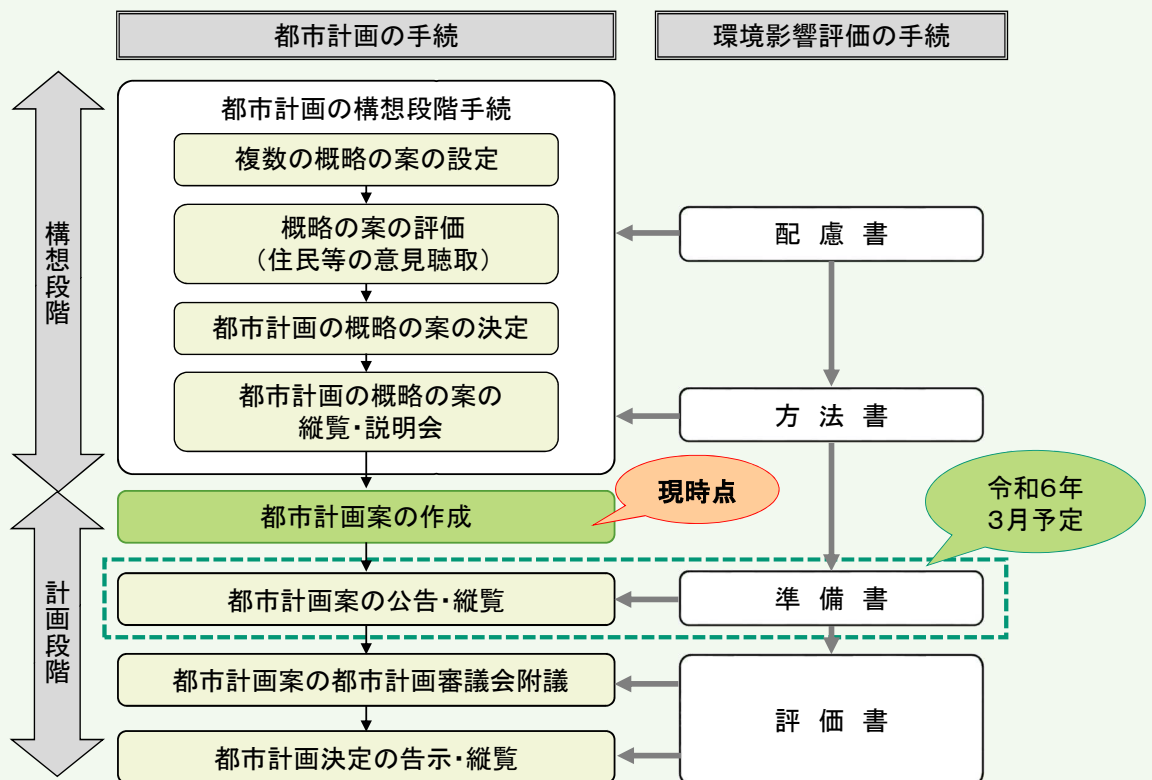 都市計画の手続
環境影響評価の手続
構想段階
都市計画の構想段階手続
複数の概略の案の設定
概略の案の評価
（住民等の意見聴取）
配慮書
都市計画の概略の案の決定
都市計画の概略の案の
縦覧・説明会
方法書
計画段階
都市計画案の作成
現時点
令和６年
３月予定
都市計画案の公告・縦覧
準備書
都市計画案の都市計画審議会附議
評価書
都市計画決定の告示・縦覧